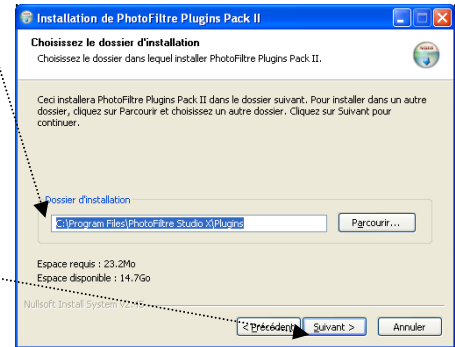 Installation de PhotoFiltre Plugins Pack II
Choisissez le dossier d'installation
Choisissez le dossier dans lequel installer PhotoFiltre Plugins Pack II.
Ceci installera PhotoFiltre Plugins Pack II dans le dossier suivant. Pour installer dans un autre
dossier, cliquez sur Parcourir et choisissez un autre dossier. Cliquez sur Suivant pour
continuer.
Dossier d'installation
C:\Program Files\PhotoFiltre Studio X\Plugins
Parcourir...
Espace requis : 23.2Mo
Espace disponible : 14.7Go
Nullsoft Install System
< Précédent
Suivant >
Annuler